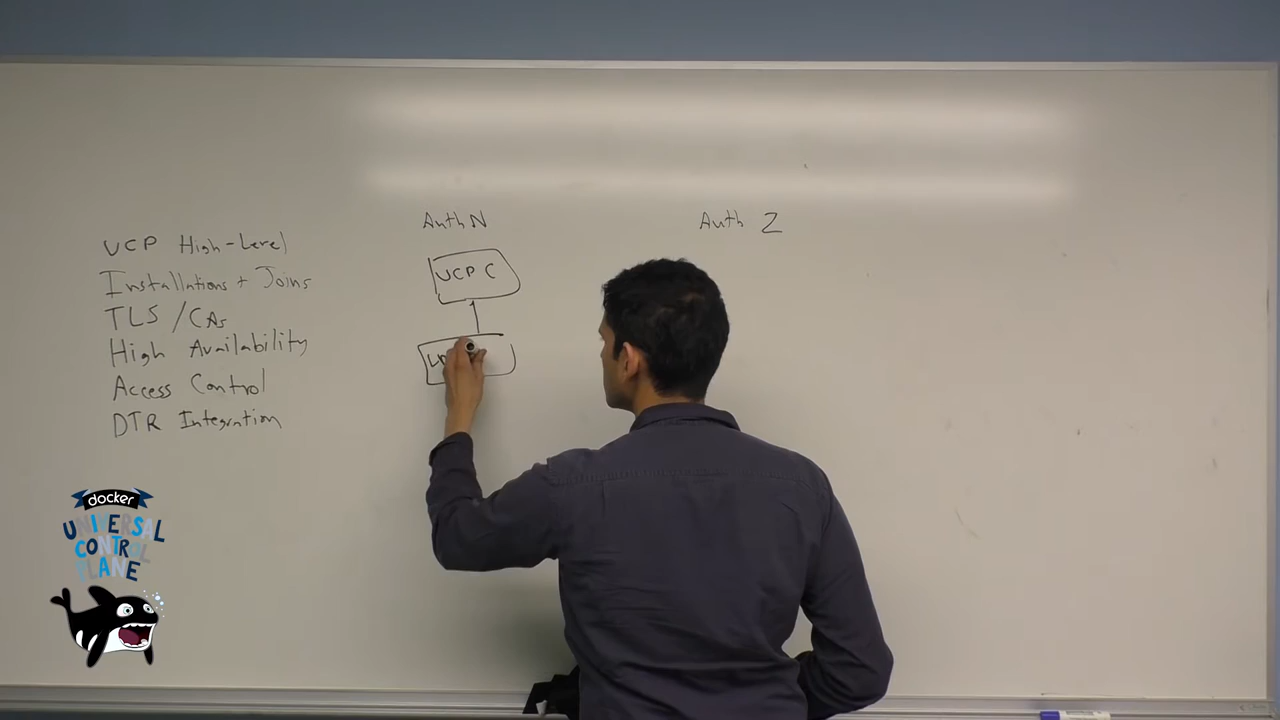 AuthN
Auth Z
UCP High-Level
Installations + Joins
TLS / CAs
High Availability
Access Control
DTR Integration
UCP C
docker
UNIVERSAL
CONTROL
PLANE